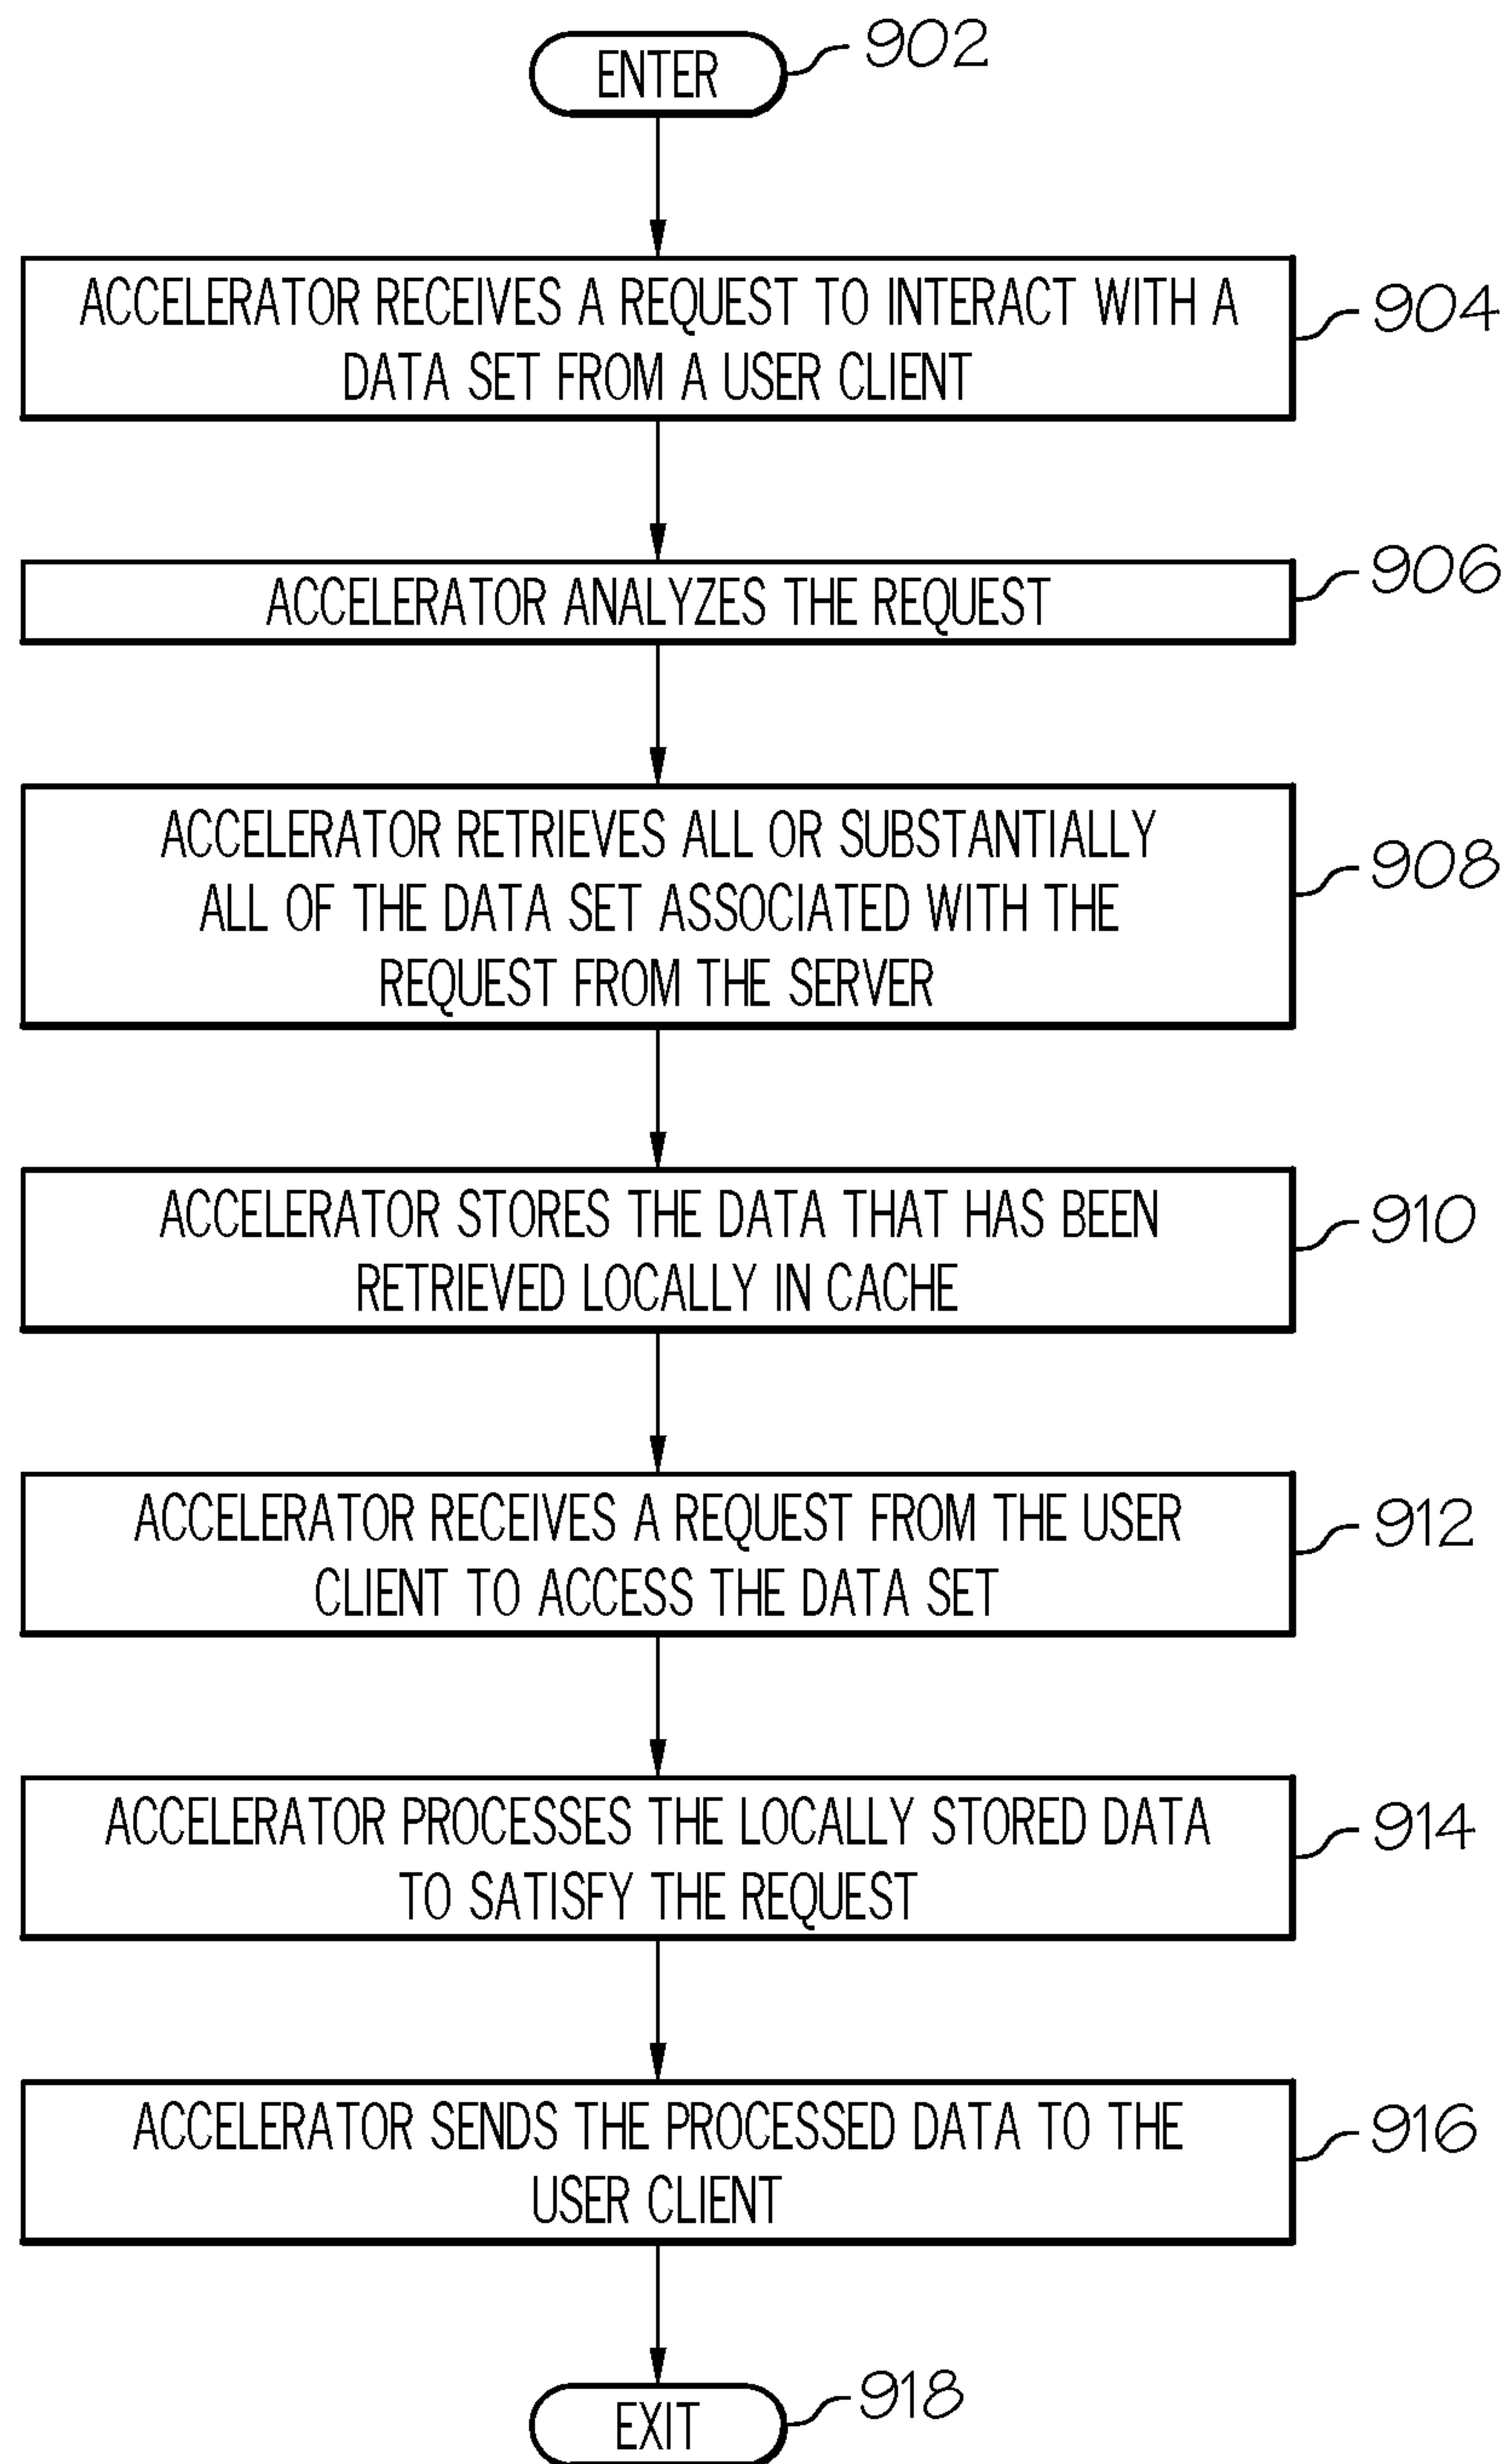 ENTER
902
ACCELERATOR RECEIVES A REQUEST TO INTERACT WITH A
DATA SET FROM A USER CLIENT
904
ACCELERATOR ANALYZES THE REQUEST
906
ACCELERATOR RETRIEVES ALL OR SUBSTANTIALLY
ALL OF THE DATA SET ASSOCIATED WITH THE
REQUEST FROM THE SERVER
908
ACCELERATOR STORES THE DATA THAT HAS BEEN
RETRIEVED LOCALLY IN CACHE
910
ACCELERATOR RECEIVES A REQUEST FROM THE USER
CLIENT TO ACCESS THE DATA SET
912
ACCELERATOR PROCESSES THE LOCALLY STORED DATA
TO SATISFY THE REQUEST
914
ACCELERATOR SENDS THE PROCESSED DATA TO THE
USER CLIENT
916
EXIT
918